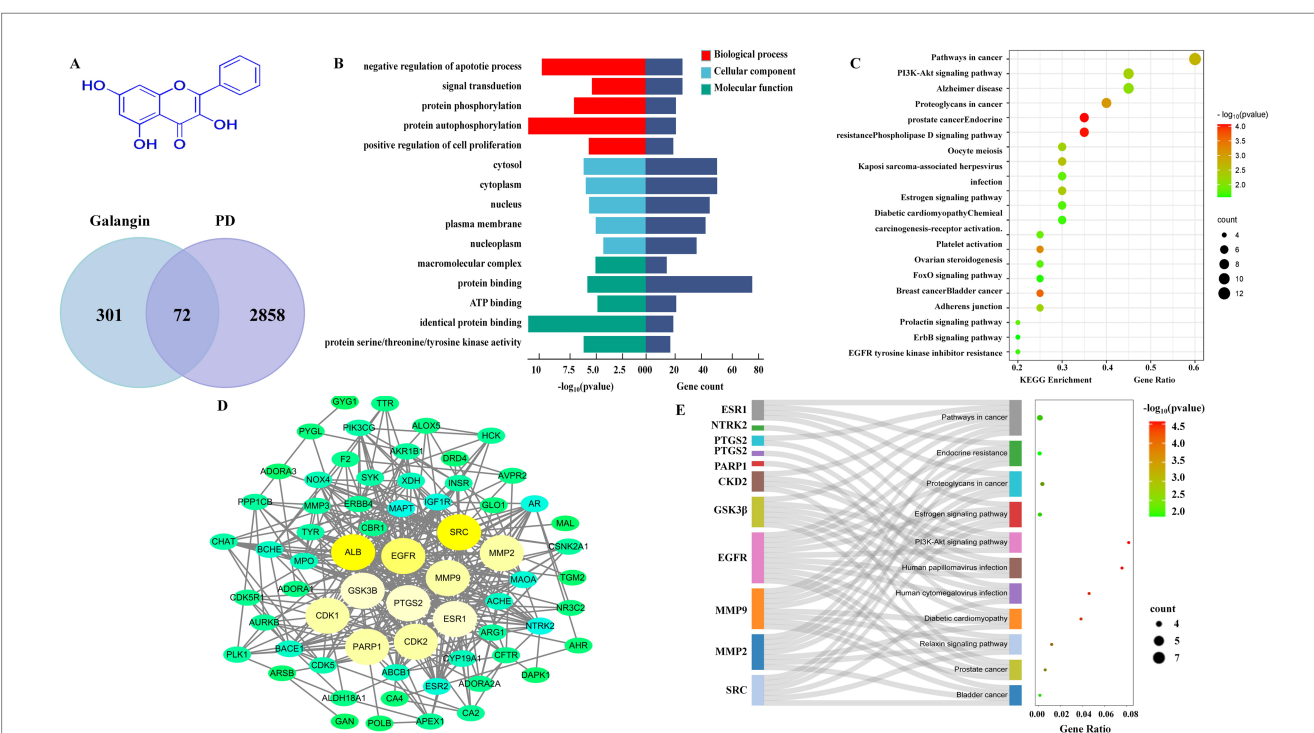 A
HO
O
OH
OH
O
Galangin
PD
301
72
2858
B
Biological process
Cellular component
Molecular function
negative regulation of apoptotie process
signal transduetion
protein phosphorylation
protein autophosphorylation
positive regulation of cell proliferation
cytosol
cytoplasm
nucleus
plasma membrane
nucleoplasm
macromolecular complex
protein binding
ATP binding
identical protein binding
protein serine/threonine/tyrosine kinase aetivity
10 7,5 5.0 2.5 000 20 40 60 80
-log10(pvalue)
Gene count
C
Pathways in cancer
PI3K-Akt signaling pathway
Alzheimer disease
Proteoglycans in cancer
prostate cancerEndocrine
resistancePhospholipase D signaling pathway
Oocyte meiosis
Kaposi sarcoma-associated herpesvirus
infection
Estrogen signaling pathway
Diabetic cardiomyopathyChemieal
carcinogenesis-receptor activation.
Platelet activation
Ovarian steroidogenesis
FoxO signaling pathway
Breast cancerBladder cancer
Adherens junction
Prolactin signaling pathway
ErbB signaling pathway
EGFR tyrosine kinase inhibitor resistance
0.2 0.3 0.4 0.5 0.6
KEGG Enrichment
Gene Ratio
- log10(pvalue)
4.0
3.5
3.0
2.5
2.0
count
4
6
8
10
12
D
GYG1
TTR
PYGL
PIK3CG
ALOX5
HCK
AKR1B1
F2
DRD4
ADORA3
NOX4
SYK
XDH
INSR
AVPR2
PPP1CB
MMP3
ERBB4
MAPT
IGF1R
GLO1
AR
TYR
CBR1
SRC
MAL
CHAT
BCHE
ALB
EGFR
MMP2
CSNK2A1
MPO
MMP9
MAOA
TGM2
CDK5R1
ADORA1
GSK3B
PTGS2
ACHE
NR3C2
AURKB
CDK1
ESR1
NTRK2
PLK1
BACE1
PARP1
CDK2
ARG1
AHR
CDK5
ABCB1
CYP19A1
CFTR
ARSB
ESR2
ADORA2A
DAPK1
ALDH18A1
CA4
CA2
GAN
POLB
APEX1
E
ESR1
NTRK2
PTGS2
PTGS2
PARP1
CKD2
GSK3β
EGFR
MMP9
MMP2
SRC
Pathways in cancer
Endocrine resistance
Proteoglycans in cancer
Estrogen signaling pathway
PI3K-Akt signaling pathway
Human papillomavirus infection
Human cytomegalovirus infection
Diabetic cardiomyopathy
Relaxin signaling pathway
Prostate cancer
Bladder cancer
0.00 0.02 0.04 0.06 0.08
Gene Ratio
-log10(pvalue)
4.5
4.0
3.5
3.0
2.5
2.0
count
4
5
7